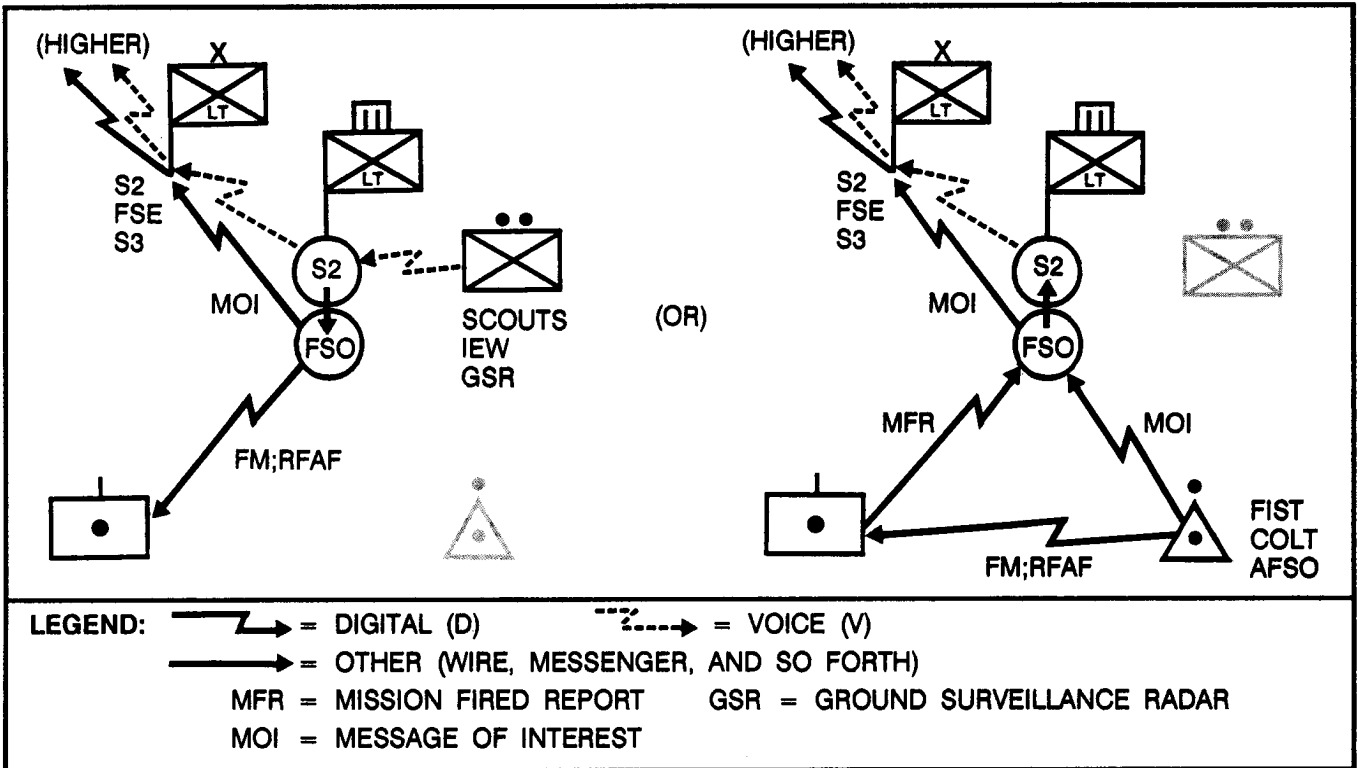 (HIGHER)
X
LT
LT
S2
FSE
S3
S2
MOI
FSO
SCOUTS
IEW
GSR
FM;RFAF
(OR)
(HIGHER)
X
LT
LT
S2
FSE
S3
S2
MOI
FSO
MFR
MOI
FM;RFAF
FIST
COLT
AFSO
LEGEND: = DIGITAL (D) = VOICE (V)
= OTHER (WIRE, MESSENGER, AND SO FORTH)
MFR = MISSION FIRED REPORT GSR = GROUND SURVEILLANCE RADAR
MOI = MESSAGE OF INTEREST